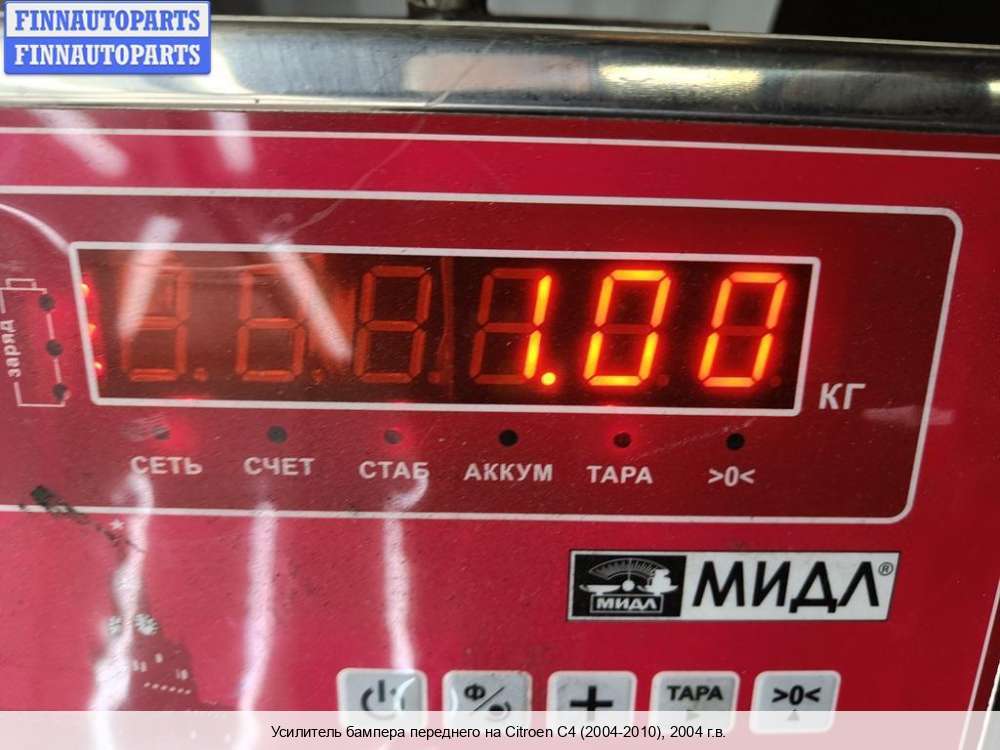 FINNAUTOPARTS
FINNAUTOPARTS
1.00
КГ
заряд
СЕТЬ СЧЕТ СТАБ АККУМ ТАРА >0<
МИДЛ МИДЛ®
Ф + ТАРА >0<
Усилитель бампера переднего на Citroen C4 (2004-2010), 2004 г.в.